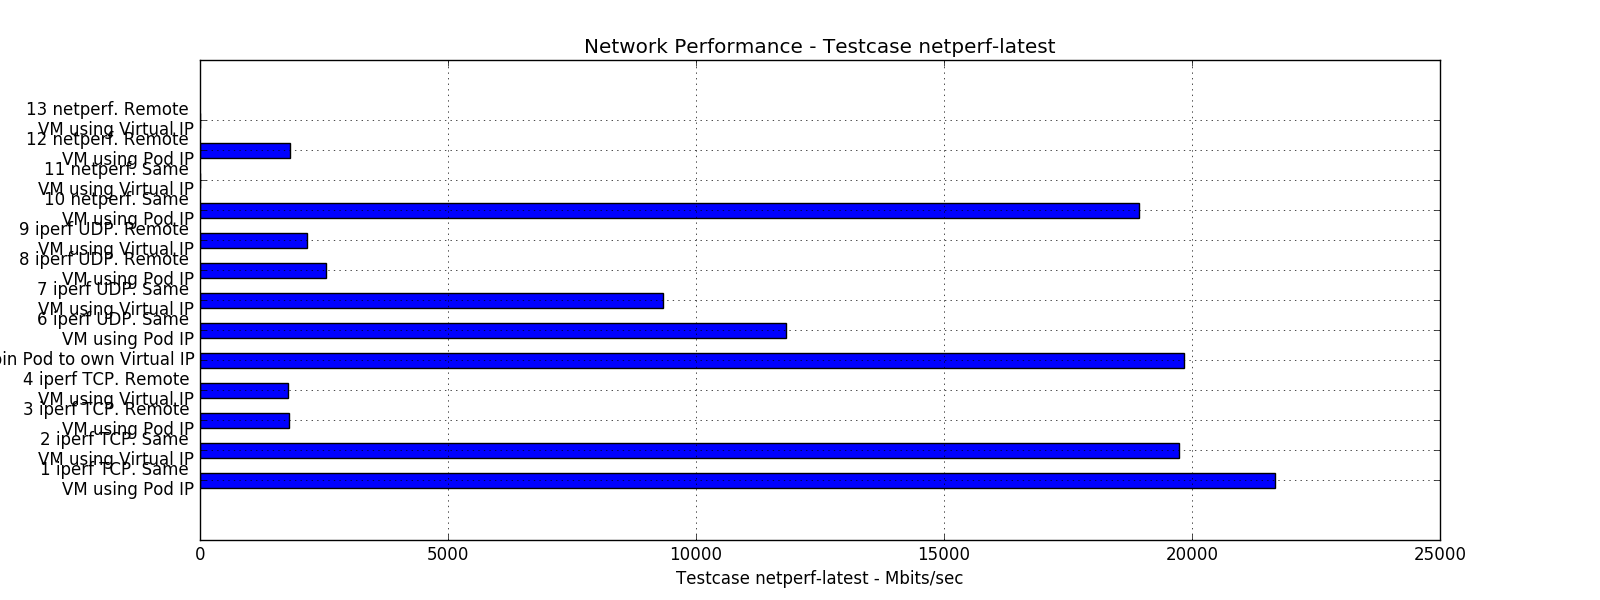 Network Performance - Testcase netperf-latest
13 netperf. Remote
VM using Virtual IP
12 netperf. Remote
VM using Pod IP
11 netperf. Same
VM using Virtual IP
10 netperf. Same
VM using Pod IP
9 iperf UDP. Remote
VM using Virtual IP
8 iperf UDP. Remote
VM using Pod IP
7 iperf UDP. Same
VM using Virtual IP
6 iperf UDP. Same
VM using Pod IP
Pod to own Virtual IP
4 iperf TCP. Remote
VM using Virtual IP
3 iperf TCP. Remote
VM using Pod IP
2 iperf TCP. Same
VM using Virtual IP
1 iperf TCP. Same
VM using Pod IP
0 5000 10000 15000 20000 25000
Testcase netperf-latest - Mbits/sec